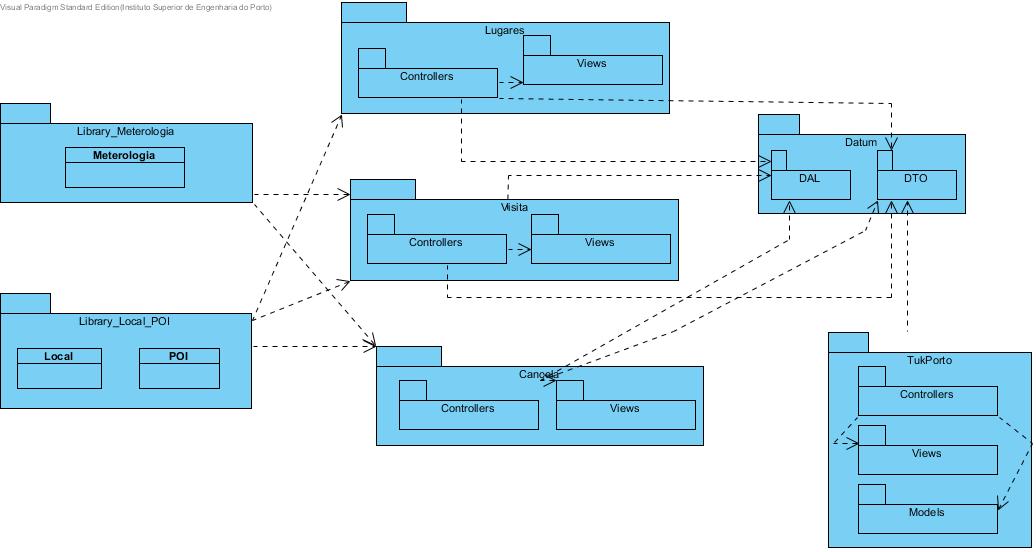 Visual Paradigm Standard Edition(Instituto Superior de Engenharia do Porto)
Lugares
Controllers
Views
Library_Meterologia
Meterologia
Datum
DAL
DTO
Visita
Controllers
Views
Library_Local_POI
Local
POI
Cancela
Controllers
Views
TukPorto
Controllers
Views
Models